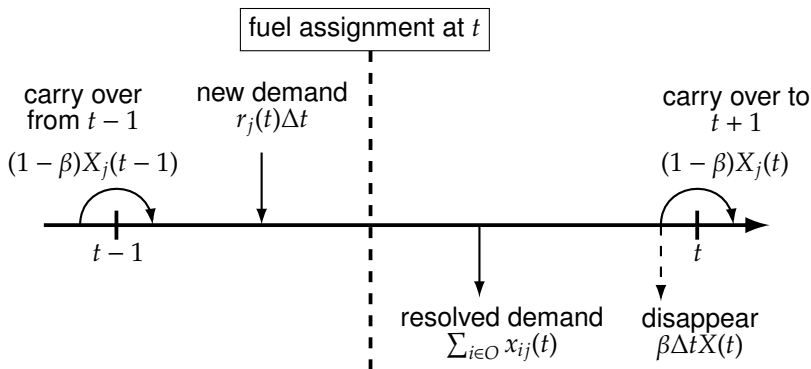 fuel assignment at t
carry over
from t − 1
(1 − β)X_j(t − 1)
new demand
r_j(t)Δt
carry over to
t + 1
(1 − β)X_j(t)
t − 1
t
resolved demand
∑_{i∈O} x_{ij}(t)
disappear
βΔtX(t)